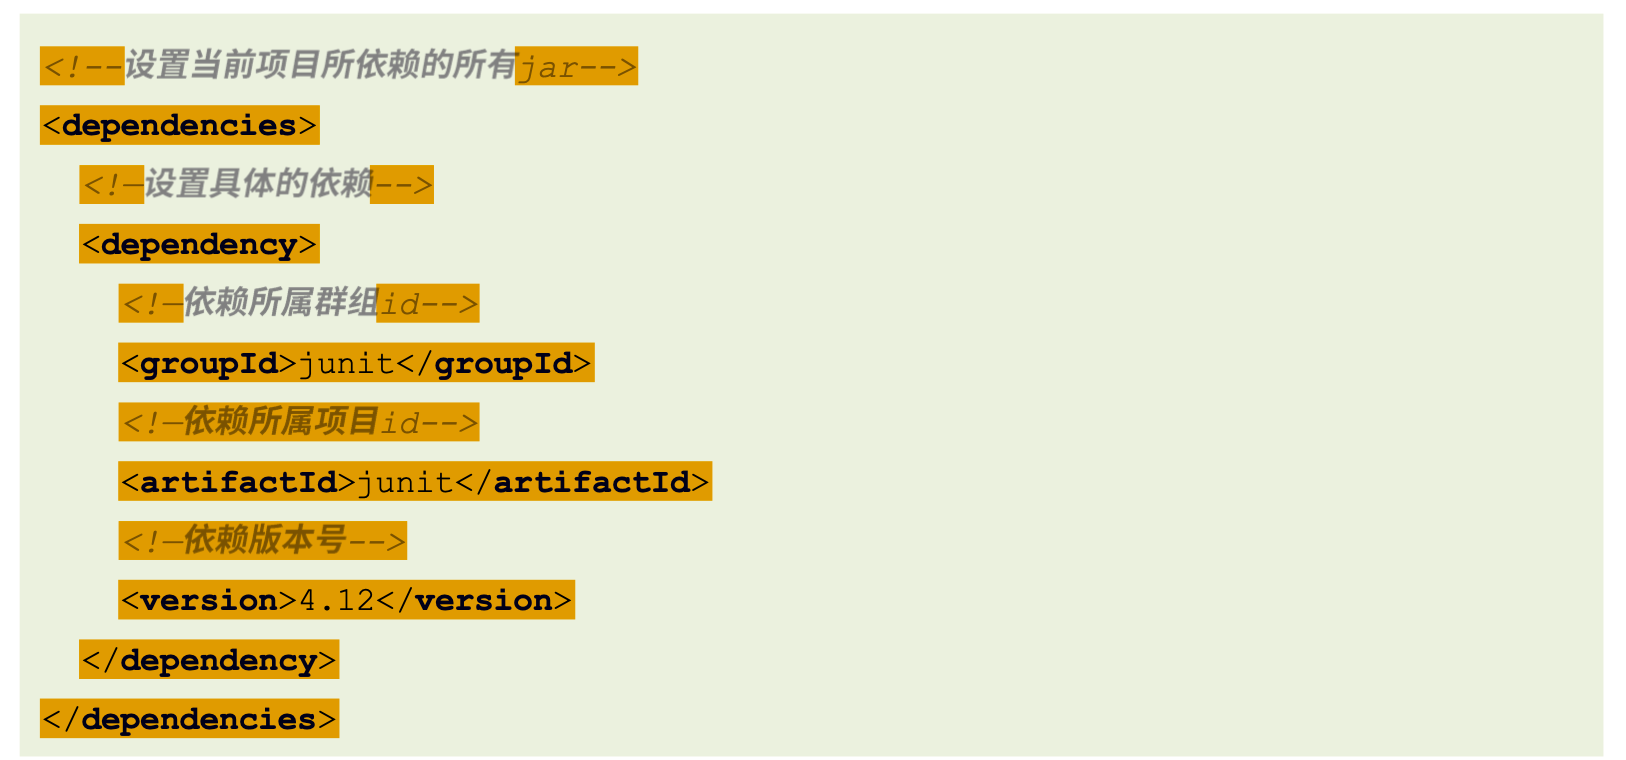 <!--设置当前项目所依赖的所有jar-->
<dependencies>
<!—设置具体的依赖-->
<dependency>
<!—依赖所属群组id-->
<groupId>junit</groupId>
<!—依赖所属项目id-->
<artifactId>junit</artifactId>
<!—依赖版本号-->
<version>4.12</version>
</dependency>
</dependencies>